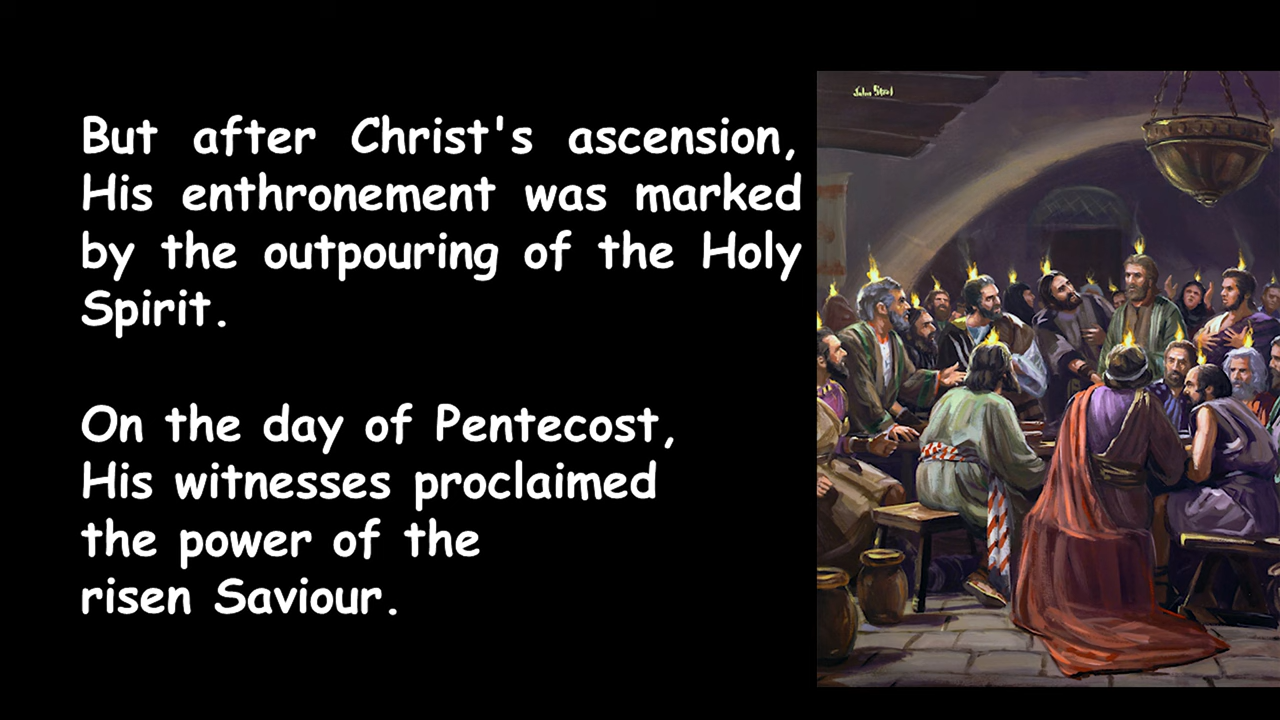 But after Christ's ascension,
His enthronement was marked
by the outpouring of the Holy
Spirit.
On the day of Pentecost,
His witnesses proclaimed
the power of the
risen Saviour.